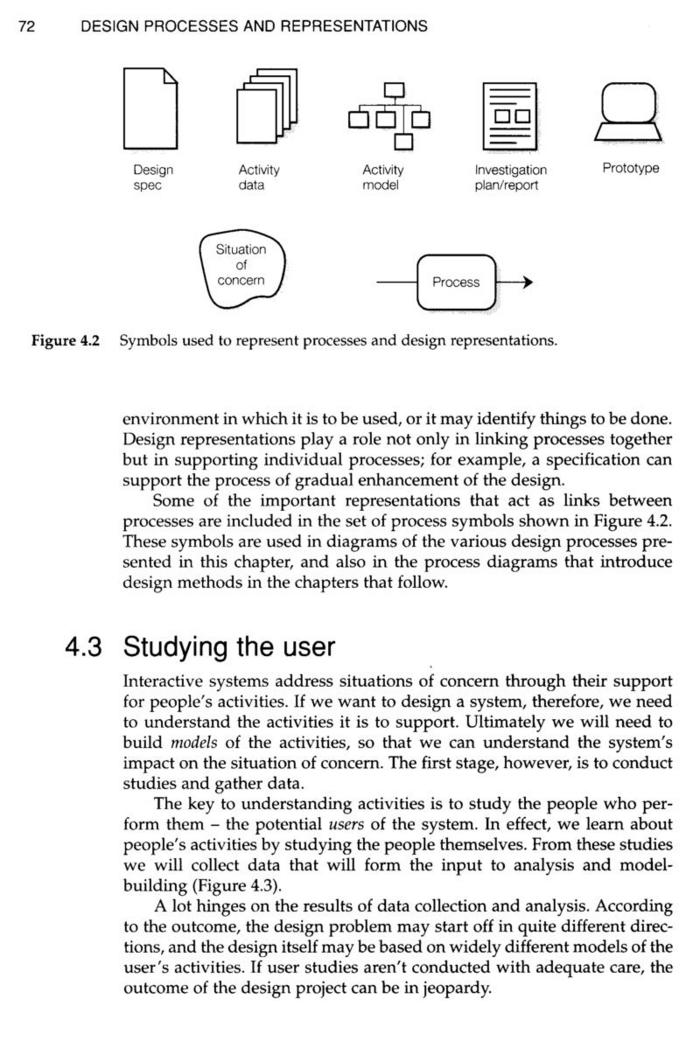 72 DESIGN PROCESSES AND REPRESENTATIONS
Design
spec
Activity
data
Activity
model
Investigation
plan/report
Prototype
Situation
of
concern
Process
Figure 4.2 Symbols used to represent processes and design representations.
environment in which it is to be used, or it may identify things to be done.
Design representations play a role not only in linking processes together
but in supporting individual processes; for example, a specification can
support the process of gradual enhancement of the design.
Some of the important representations that act as links between
processes are included in the set of process symbols shown in Figure 4.2.
These symbols are used in diagrams of the various design processes pre-
sented in this chapter, and also in the process diagrams that introduce
design methods in the chapters that follow.
4.3 Studying the user
Interactive systems address situations of concern through their support
for people's activities. If we want to design a system, therefore, we need
to understand the activities it is to support. Ultimately we will need to
build models of the activities, so that we can understand the system's
impact on the situation of concern. The first stage, however, is to conduct
studies and gather data.
The key to understanding activities is to study the people who per-
form them – the potential users of the system. In effect, we learn about
people's activities by studying the people themselves. From these studies
we will collect data that will form the input to analysis and model-
building (Figure 4.3).
A lot hinges on the results of data collection and analysis. According
to the outcome, the design problem may start off in quite different direc-
tions, and the design itself may be based on widely different models of the
user's activities. If user studies aren't conducted with adequate care, the
outcome of the design project can be in jeopardy.